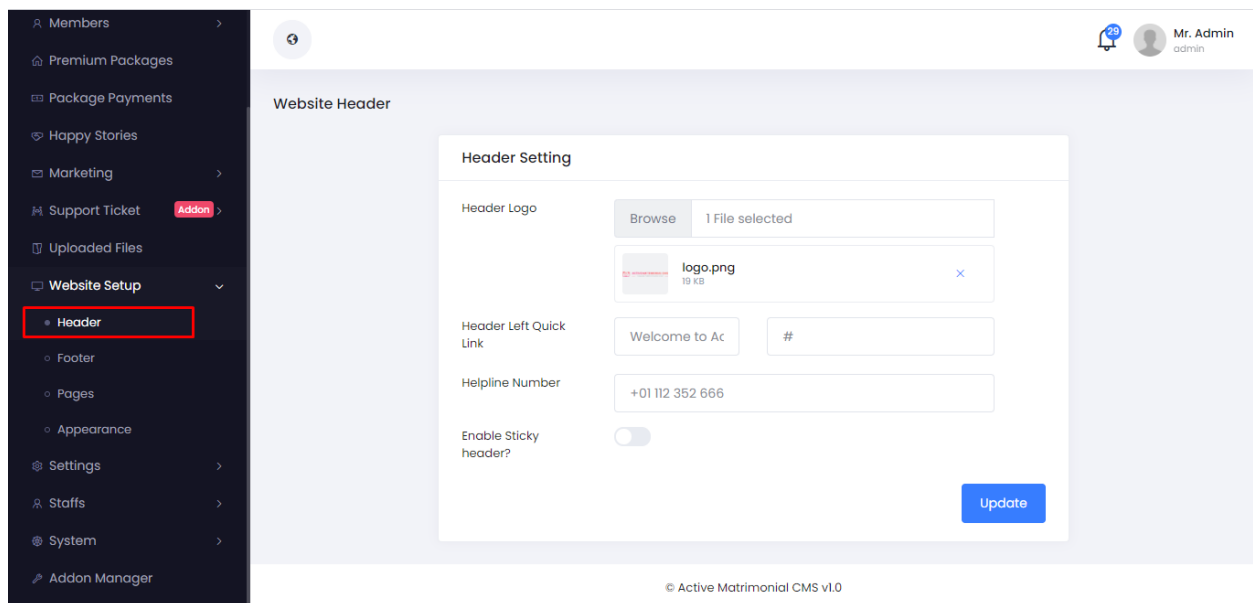 Members
Premium Packages
Package Payments
Happy Stories
Marketing
Support Ticket Addon
Uploaded Files
Website Setup
Header
Footer
Pages
Appearance
Settings
Staffs
System
Addon Manager
29
Mr. Admin
admin
Website Header
Header Setting
Header Logo
Browse 1 File selected
logo.png
19 KB
Header Left Quick
Link
Welcome to Ac
#
Helpline Number
+01 112 352 666
Enable Sticky
header?
Update
© Active Matrimonial CMS v1.0